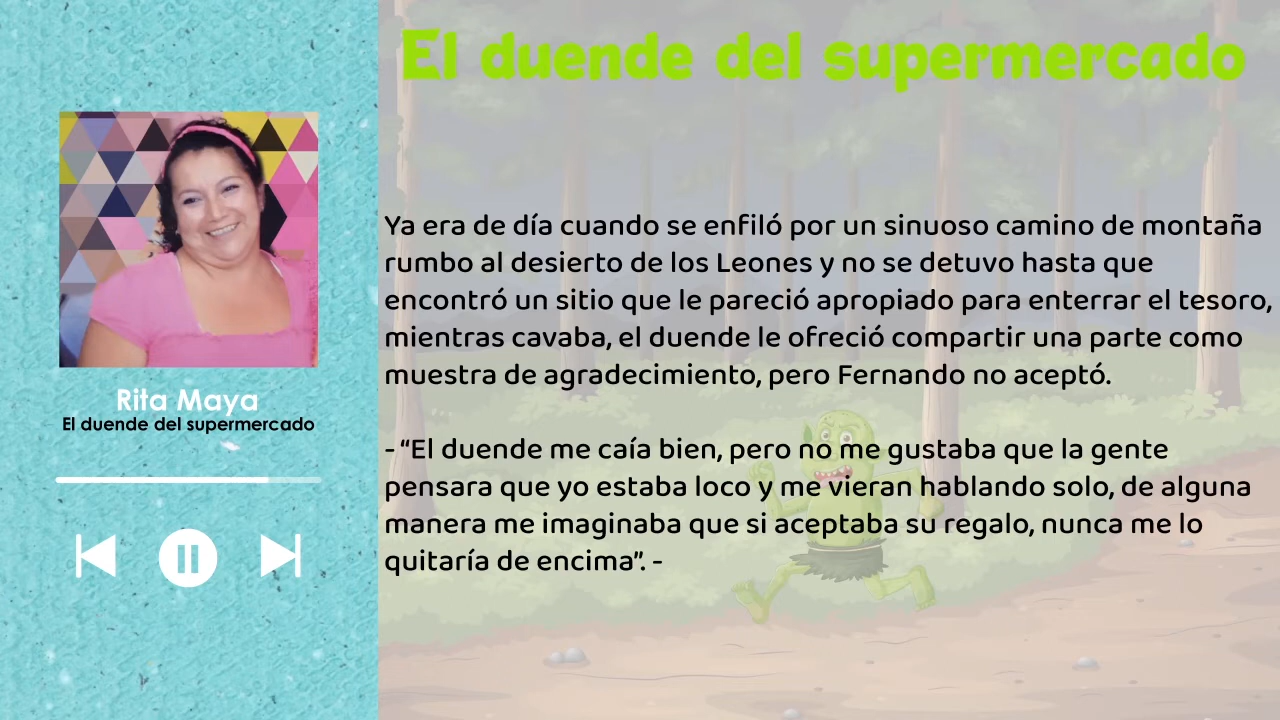 El duende del supermercado
Rita Maya
El duende del supermercado
Ya era de día cuando se enfiló por un sinuoso camino de montaña
rumbo al desierto de los Leones y no se detuvo hasta que
encontró un sitio que le pareció apropiado para enterrar el tesoro,
mientras cavaba, el duende le ofreció compartir una parte como
muestra de agradecimiento, pero Fernando no aceptó.
- “El duende me caía bien, pero no me gustaba que la gente
pensara que yo estaba loco y me vieran hablando solo, de alguna
manera me imaginaba que si aceptaba su regalo, nunca me lo
quitaría de encima”. -